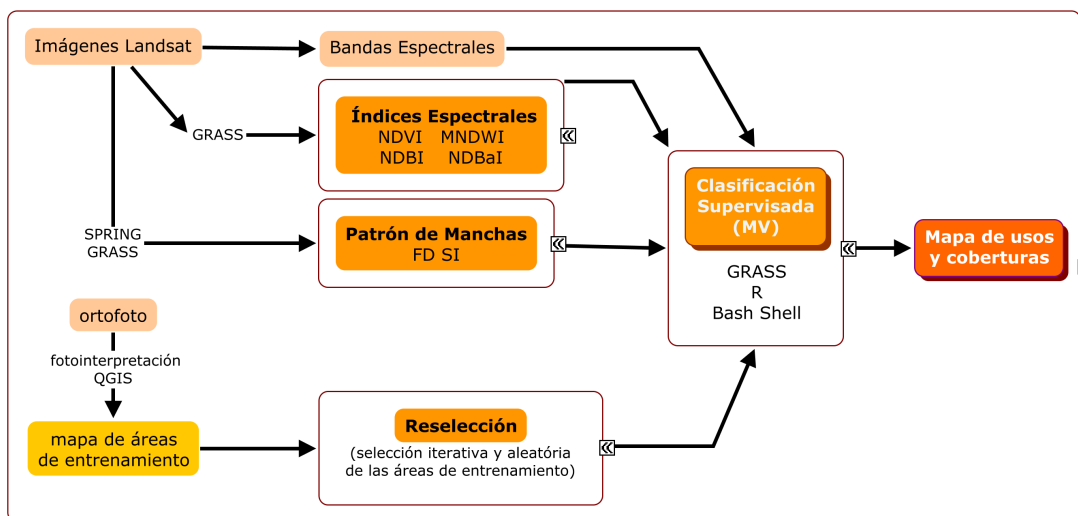 Imágenes Landsat
Bandas Espectrales
GRASS
Índices Espectrales
NDVI MNDWI
NDBI NDBaI
SPRING
GRASS
Patrón de Manchas
FD SI
Clasificación
Supervisada
(MV)
GRASS
R
Bash Shell
Mapa de usos
y coberturas
ortofoto
fotointerpretación
QGIS
mapa de áreas
de entrenamiento
Reselección
(selección iterativa y aleatória
de las áreas de entrenamiento)